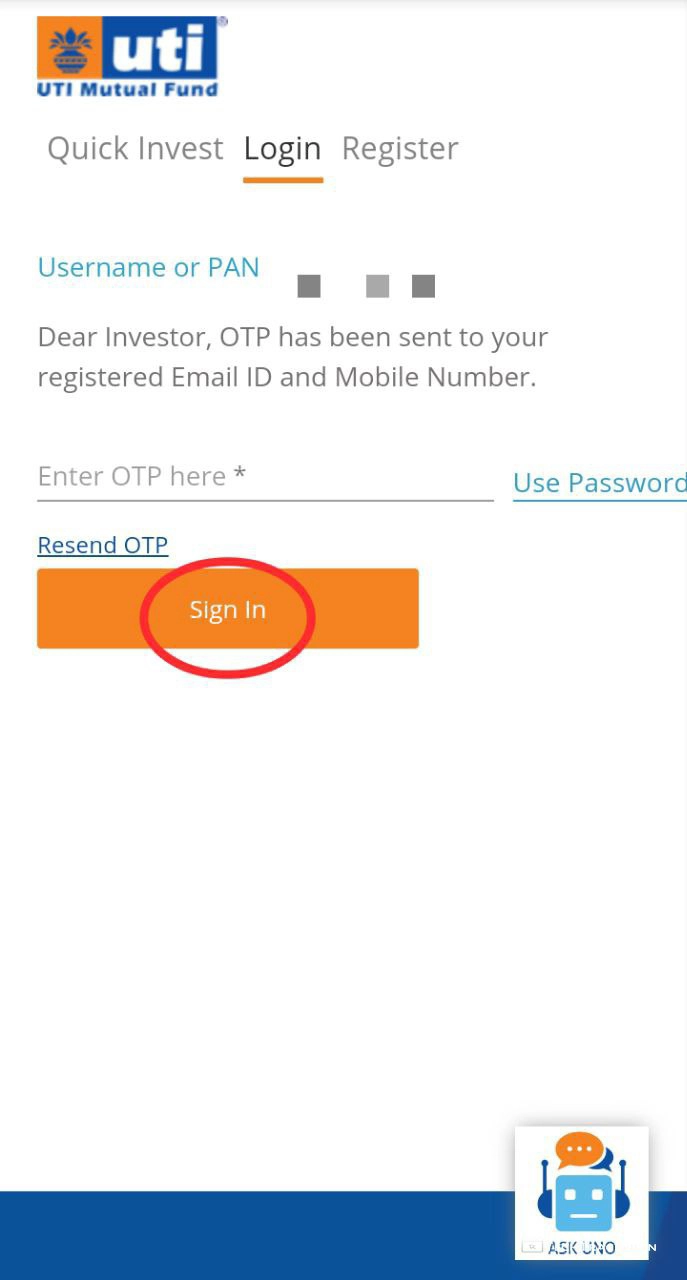 uti
UTI Mutual Fund
Quick Invest Login Register
Username or PAN
Dear Investor, OTP has been sent to your
registered Email ID and Mobile Number.
Enter OTP here *
Use Password
Resend OTP
Sign In
ASK UNO